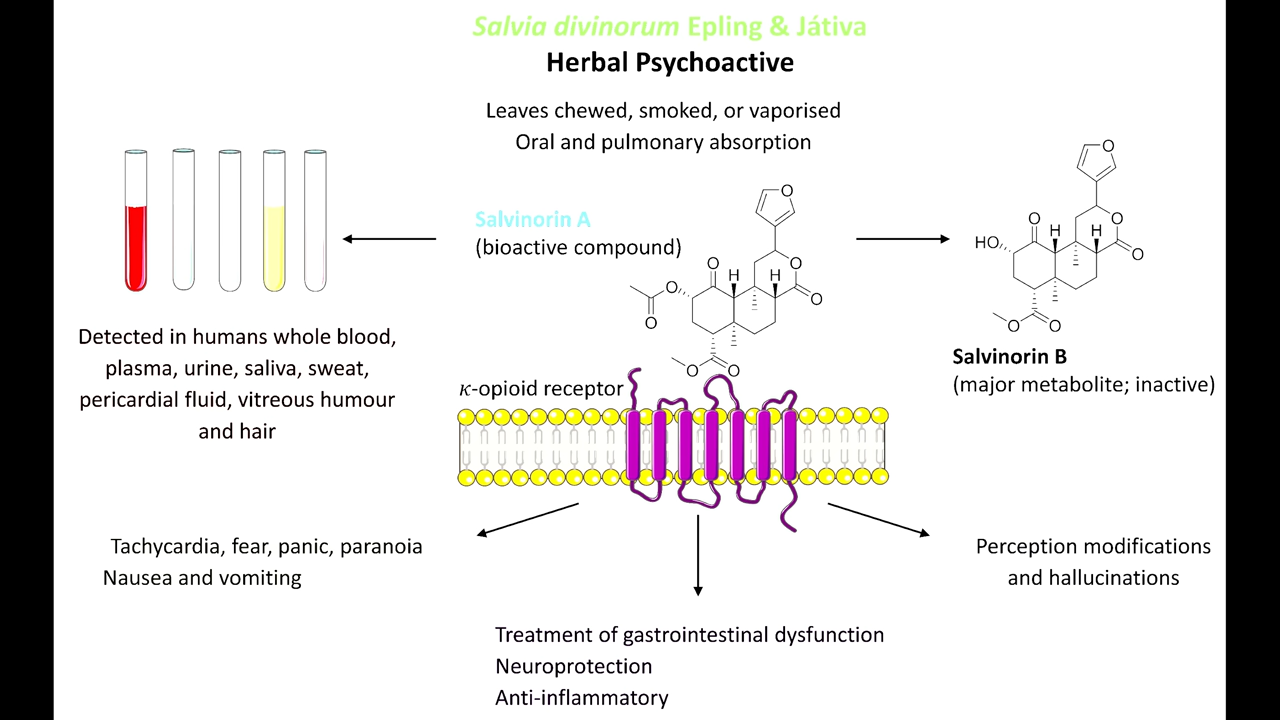 Salvia divinorum Epling & Játiva
Herbal Psychoactive
Leaves chewed, smoked, or vaporised
Oral and pulmonary absorption
Salvinorin A
(bioactive compound)
O
O
O
H
H
O
O
O
O
O
O
O
O
HO
H
H
O
O
O
Detected in humans whole blood,
plasma, urine, saliva, sweat,
pericardial fluid, vitreous humour
and hair
Salvinorin B
(major metabolite; inactive)
κ-opioid receptor
Tachycardia, fear, panic, paranoia
Nausea and vomiting
Perception modifications
and hallucinations
Treatment of gastrointestinal dysfunction
Neuroprotection
Anti-inflammatory